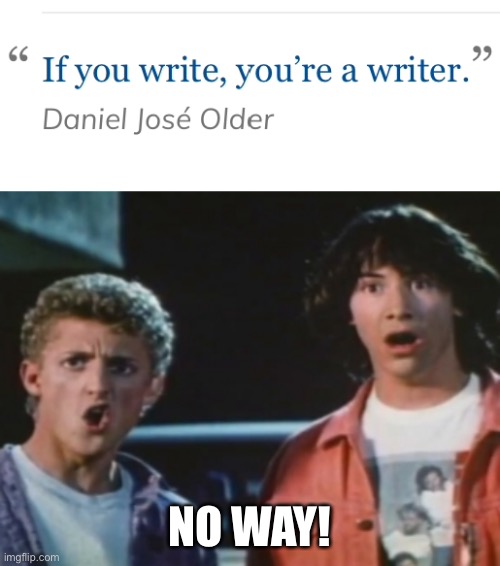 “ If you write, you’re a writer. ”
Daniel José Older
NO WAY!
imgflip.com